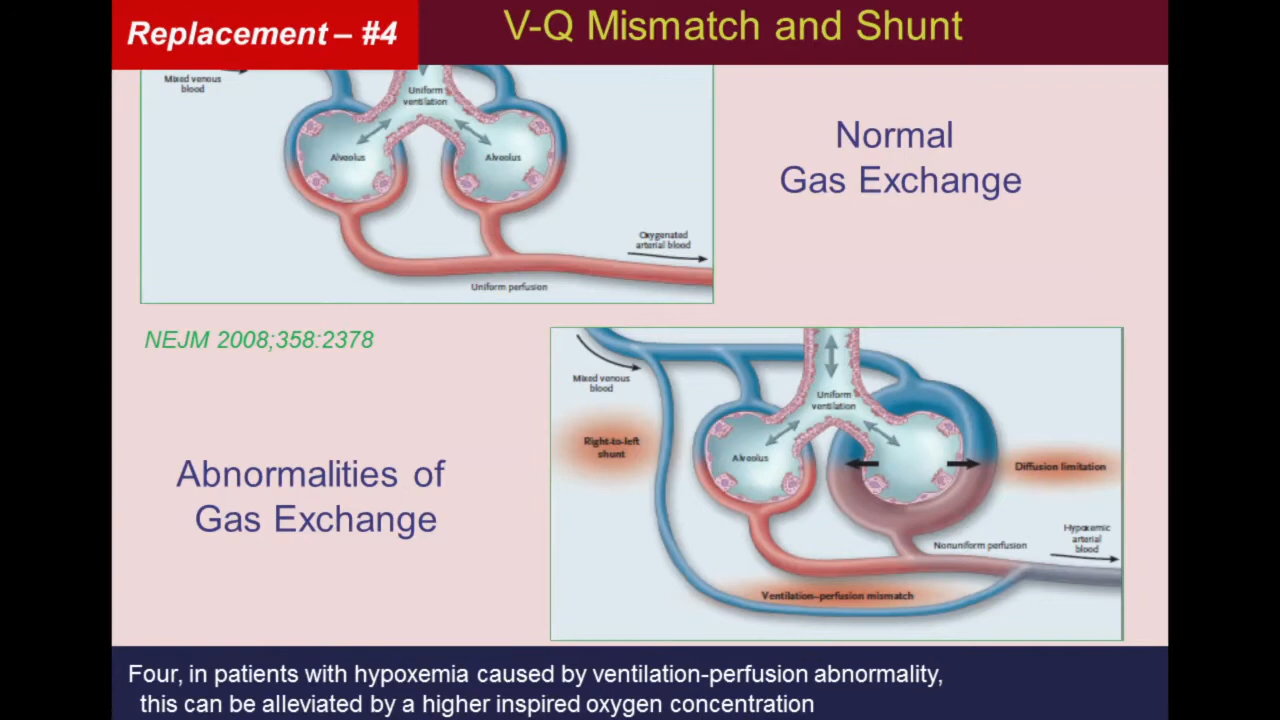 Replacement – #4
V-Q Mismatch and Shunt
Mixed venous
blood
Uniform
ventilation
Alveolus
Alveolus
Oxygenated
arterial blood
Uniform perfusion
Normal
Gas Exchange
NEJM 2008;358:2378
Abnormalities of
Gas Exchange
Mixed venous
blood
Uniform
ventilation
Right-to-left
shunt
Alveolus
Diffusion limitation
Hypoxemic
arterial
blood
Nonuniform perfusion
Ventilation–perfusion mismatch
Four, in patients with hypoxemia caused by ventilation-perfusion abnormality,
this can be alleviated by a higher inspired oxygen concentration